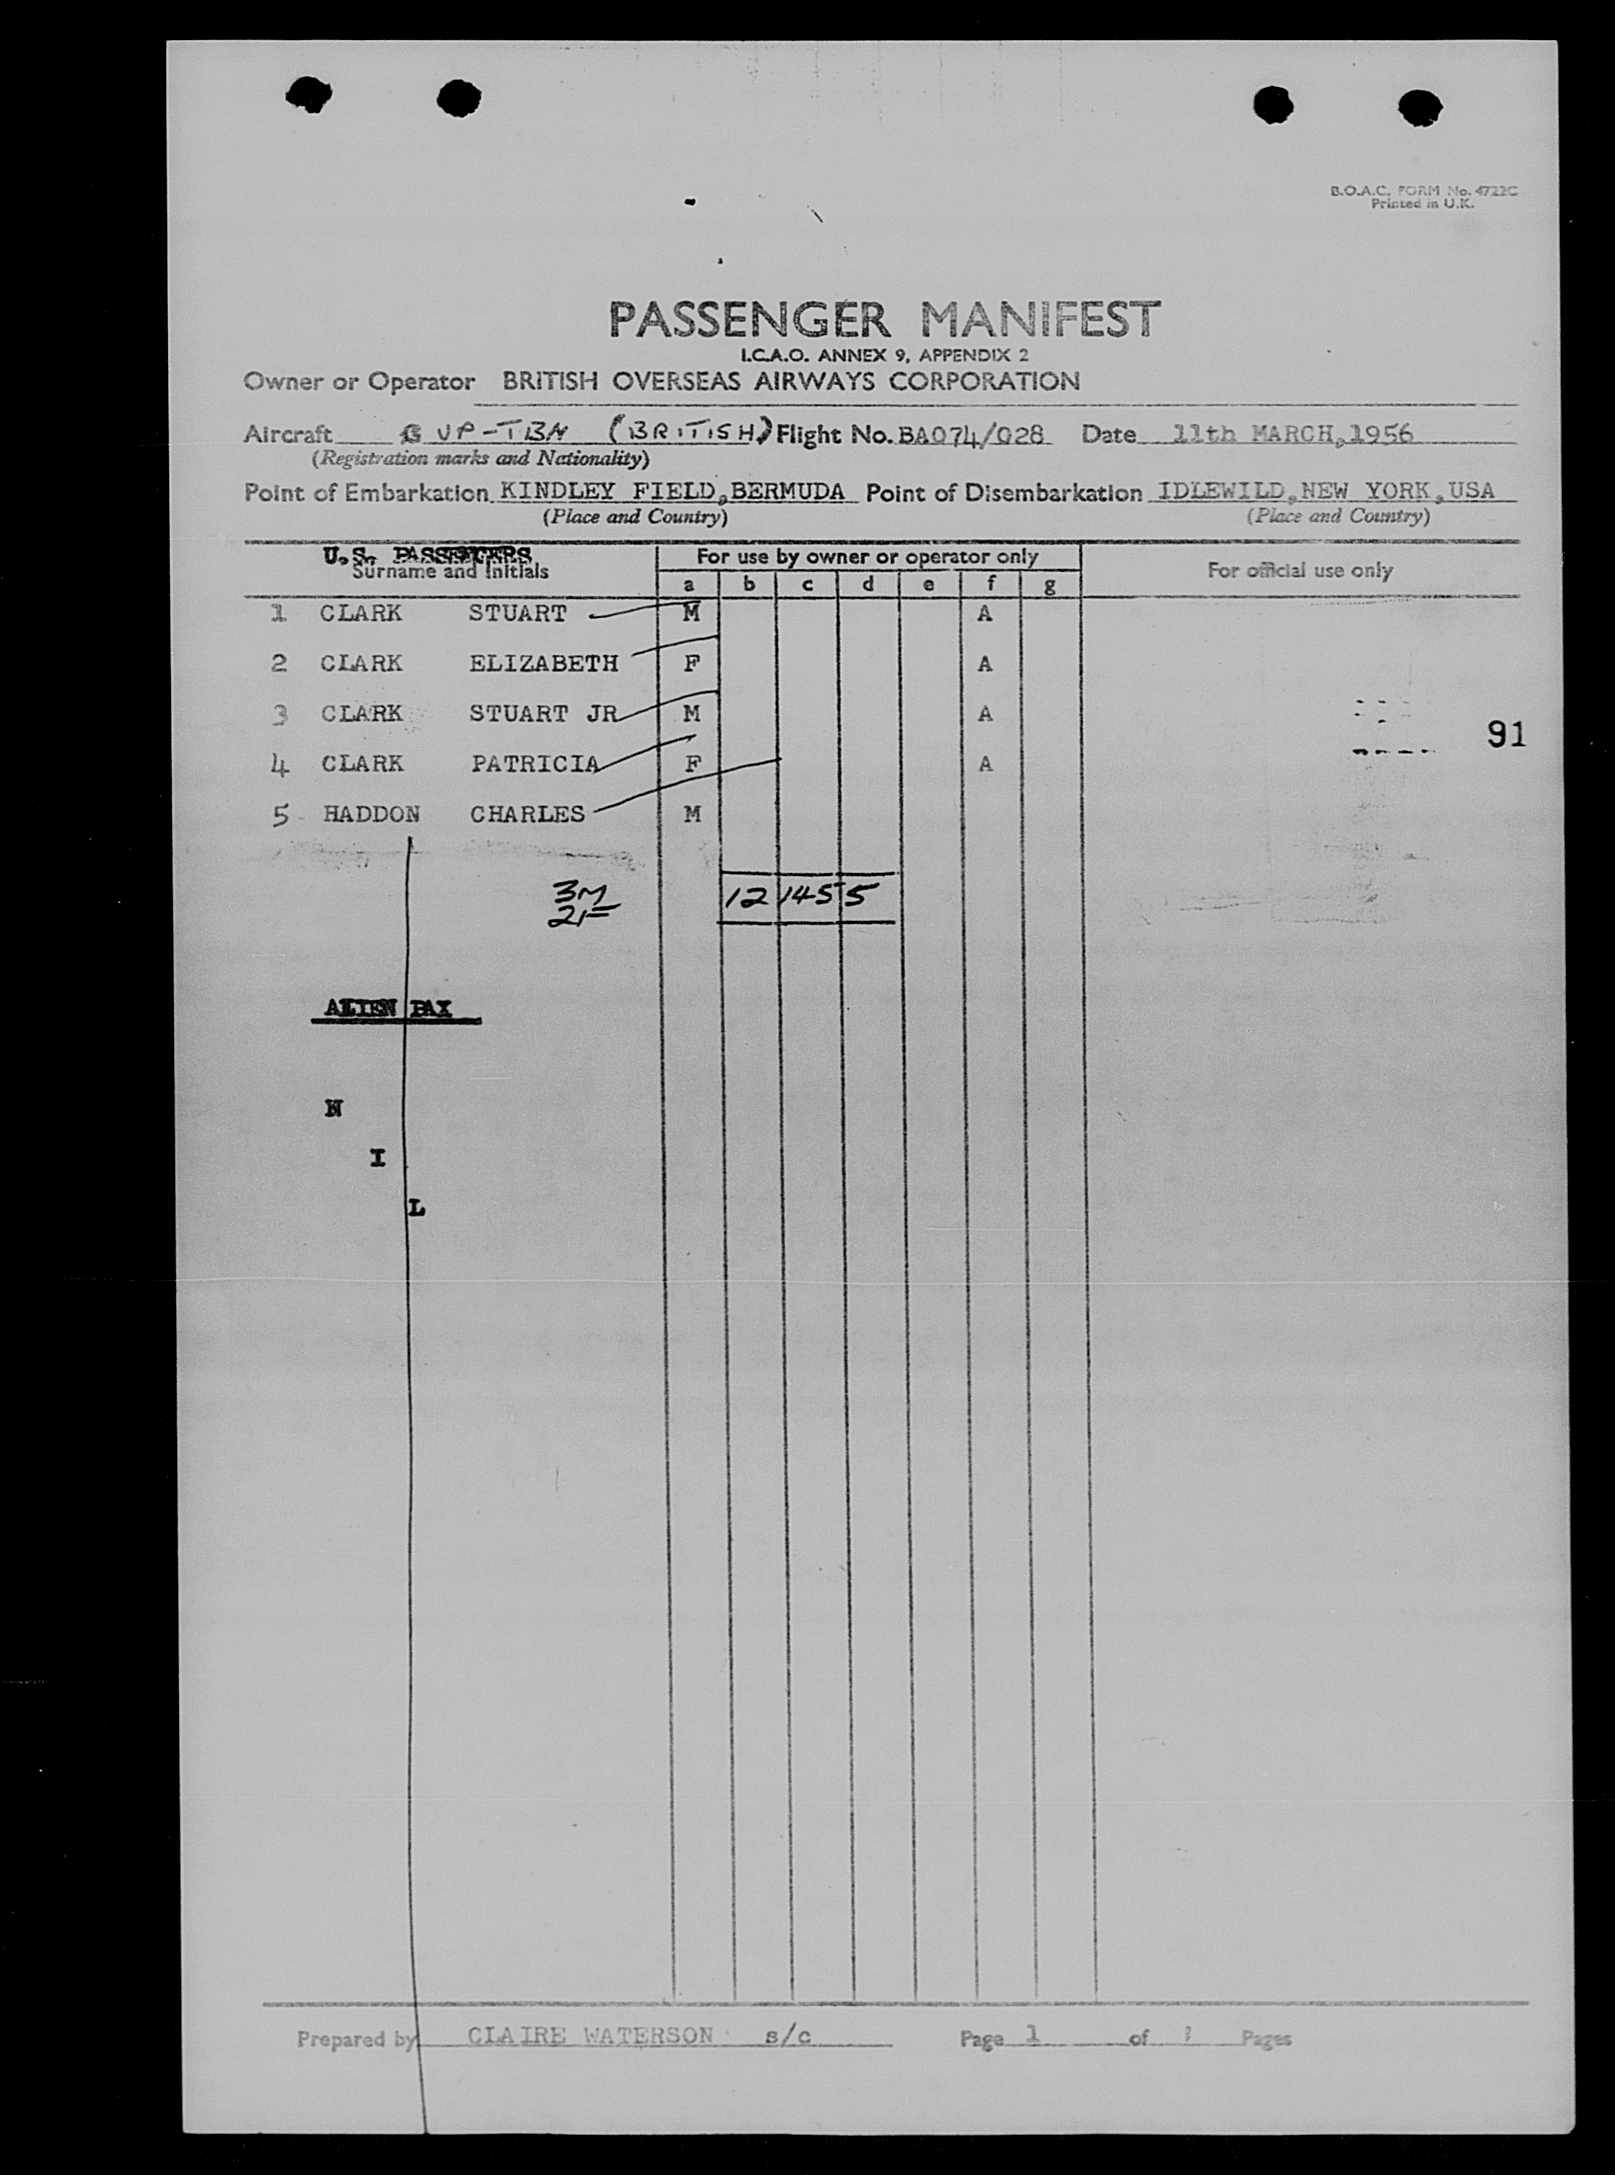 B.O.A.C. FORM No. 4722C
Printed in U.K.
PASSENGER MANIFEST
I.C.A.O. ANNEX 9, APPENDIX 2
Owner or Operator BRITISH OVERSEAS AIRWAYS CORPORATION
Aircraft G VP-TBN (BRITISH) Flight No. BA074/028 Date 11th MARCH, 1956
(Registration marks and Nationality)
Point of Embarkation KINDLEY FIELD, BERMUDA Point of Disembarkation IDLEWILD, NEW YORK, USA
(Place and Country) (Place and Country)
U.S. PASSENGERS For use by owner or operator only
Surname and Initials For official use only
a b c d e f g
1 CLARK STUART M A
2 CLARK ELIZABETH F A
3 CLARK STUART JR M A
91
4 CLARK PATRICIA F A
5 HADDON CHARLES M
3M 12 145 5
2F
ALIEN PAX
N
I
L
Prepared by CLAIRE WATERSON s/c Page 1 of Pages